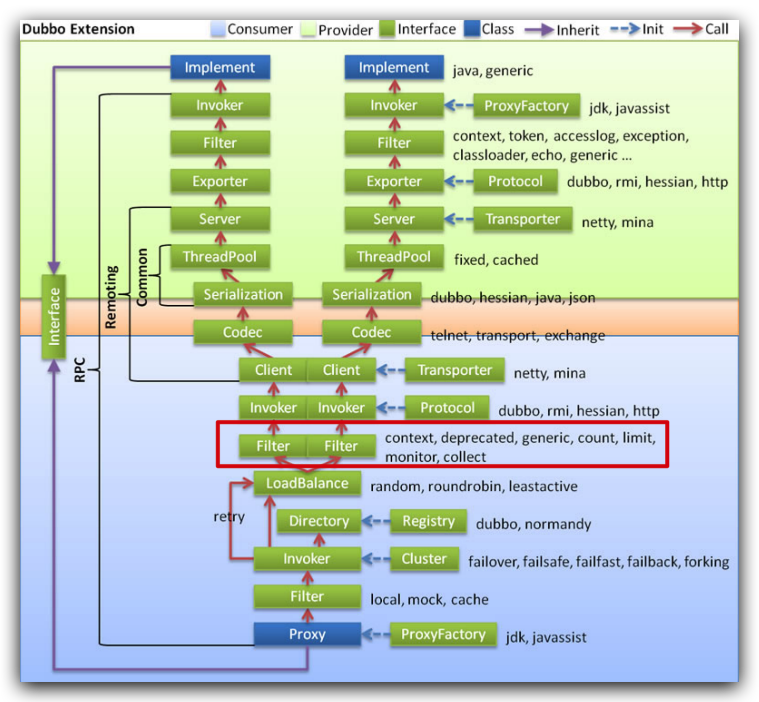 Dubbo Extension Consumer Provider Interface Class Inherit Init Call
Implement Implement java, generic
Invoker Invoker ProxyFactory jdk, javassist
Filter Filter context, token, accesslog, exception,
classloader, echo, generic ...
Exporter Exporter Protocol dubbo, rmi, hessian, http
Server Server Transporter netty, mina
ThreadPool ThreadPool fixed, cached
Serialization Serialization dubbo, hessian, java, json
Codec Codec telnet, transport, exchange
Interface
RPC
Remoting
Common
Client Client Transporter netty, mina
Invoker Invoker Protocol dubbo, rmi, hessian, http
Filter Filter context, deprecated, generic, count, limit,
monitor, collect
LoadBalance random, roundrobin, leastactive
retry
Directory Registry dubbo, normandy
Invoker Cluster failover, failsafe, failfast, failback, forking
Filter local, mock, cache
Proxy ProxyFactory jdk, javassist